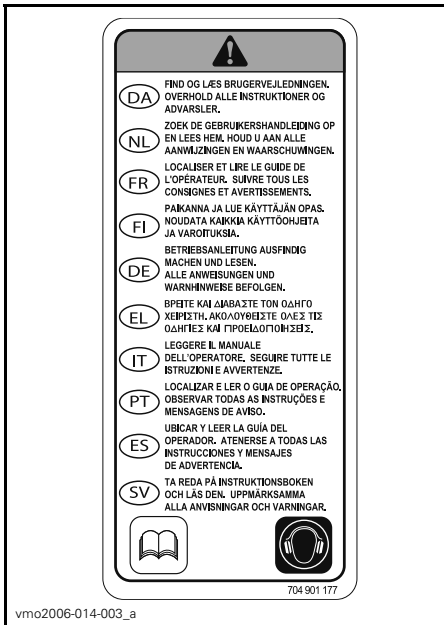 DA
FIND OG LÆS BRUGERVEJLEDNINGEN.
OVERHOLD ALLE INSTRUKTIONER OG
ADVARSLER.
NL
ZOEK DE GEBRUIKERSHANDLEIDING OP
EN LEES HEM. HOUD U AAN ALLE
AANWIJZINGEN EN WAARSCHUWINGEN.
FR
LOCALISER ET LIRE LE GUIDE DE
L'OPÉRATEUR. SUIVRE TOUS LES
CONSIGNES ET AVERTISSEMENTS.
FI
PAIKANNA JA LUE KÄYTTÄJÄN OPAS.
NOUDATA KAIKKIA KÄYTTÖOHJEITA
JA VAROITUKSIA.
DE
BETRIEBSANLEITUNG AUSFINDIG
MACHEN UND LESEN.
ALLE ANWEISUNGEN UND
WARNHINWEISE BEFOLGEN.
EL
ΒΡΕΙΤΕ ΚΑΙ ΔΙΑΒΑΣΤΕ ΤΟΝ ΟΔΗΓΟ
ΧΕΙΡΙΣΤΗ. ΑΚΟΛΟΥΘΕΙΣΤΕ ΟΛΕΣ ΤΙΣ
ΟΔΗΓΙΕΣ ΚΑΙ ΠΡΟΕΙΔΟΠΟΙΗΣΕΙΣ.
IT
LEGGERE IL MANUALE
DELL'OPERATORE. SEGUIRE TUTTE LE
ISTRUZIONI E AVVERTENZE.
PT
LOCALIZAR E LER O GUIA DE OPERAÇÃO.
OBSERVAR TODAS AS INSTRUÇÕES E
MENSAGENS DE AVISO.
ES
UBICAR Y LEER LA GUÍA DEL
OPERADOR. ATENERSE A TODAS LAS
INSTRUCCIONES Y MENSAJES
DE ADVERTENCIA.
SV
TA REDA PÅ INSTRUKTIONSBOKEN
OCH LÄS DEN. UPPMÄRKSAMMA
ALLA ANVISNINGAR OCH VARNINGAR.
704 901 177
vmo2006-014-003_a